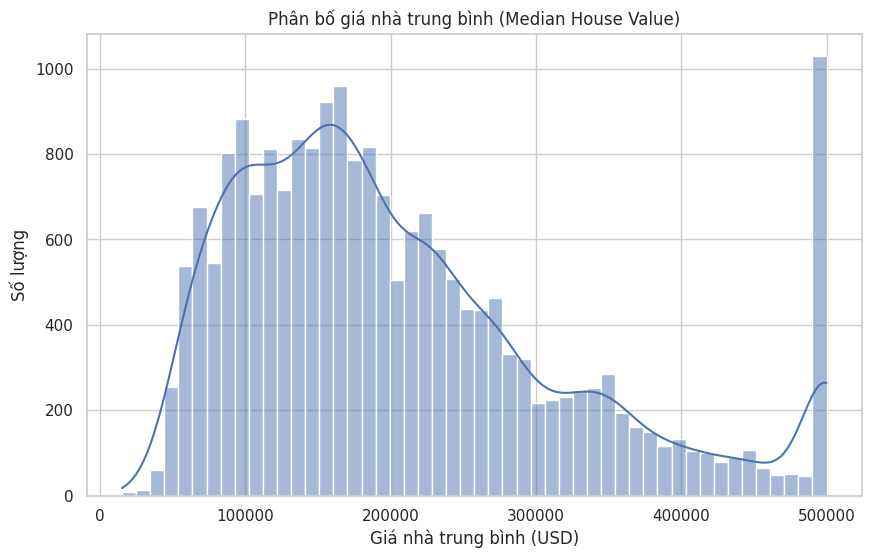 Phân bố giá nhà trung bình (Median House Value)
1000
800
600
400
200
0
Số lượng
0 100000 200000 300000 400000 500000
Giá nhà trung bình (USD)